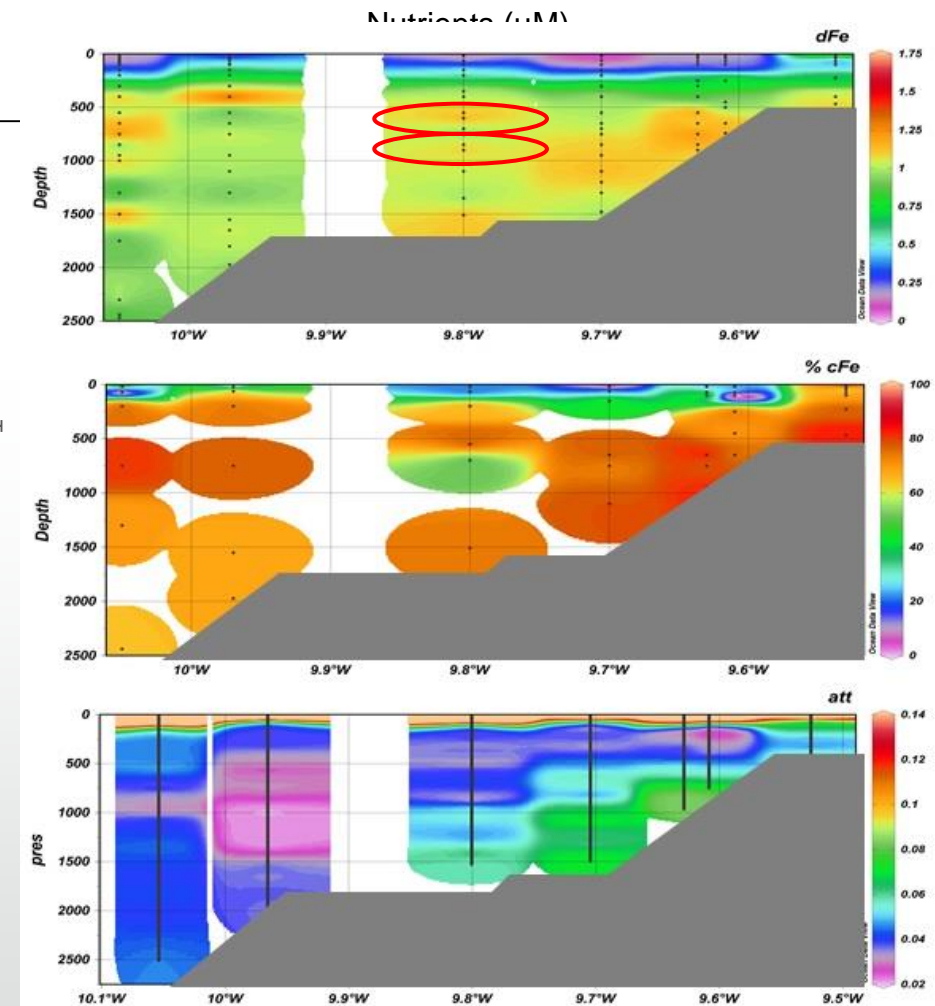 Nutrients (uM)
dFe
0
500
1000
1500
2000
2500
Depth
10°W
9.9°W
9.8°W
9.7°W
9.6°W
1.75
1.5
1.25
1
0.75
0.5
0.25
0
Ocean Data View
H
% cFe
0
500
1000
1500
2000
2500
Depth
10°W
9.9°W
9.8°W
9.7°W
9.6°W
100
80
60
40
20
0
Ocean Data View
att
0
500
1000
1500
2000
2500
pres
10.1°W
10°W
9.9°W
9.8°W
9.7°W
9.6°W
9.5°W
0.14
0.12
0.1
0.08
0.06
0.04
0.02